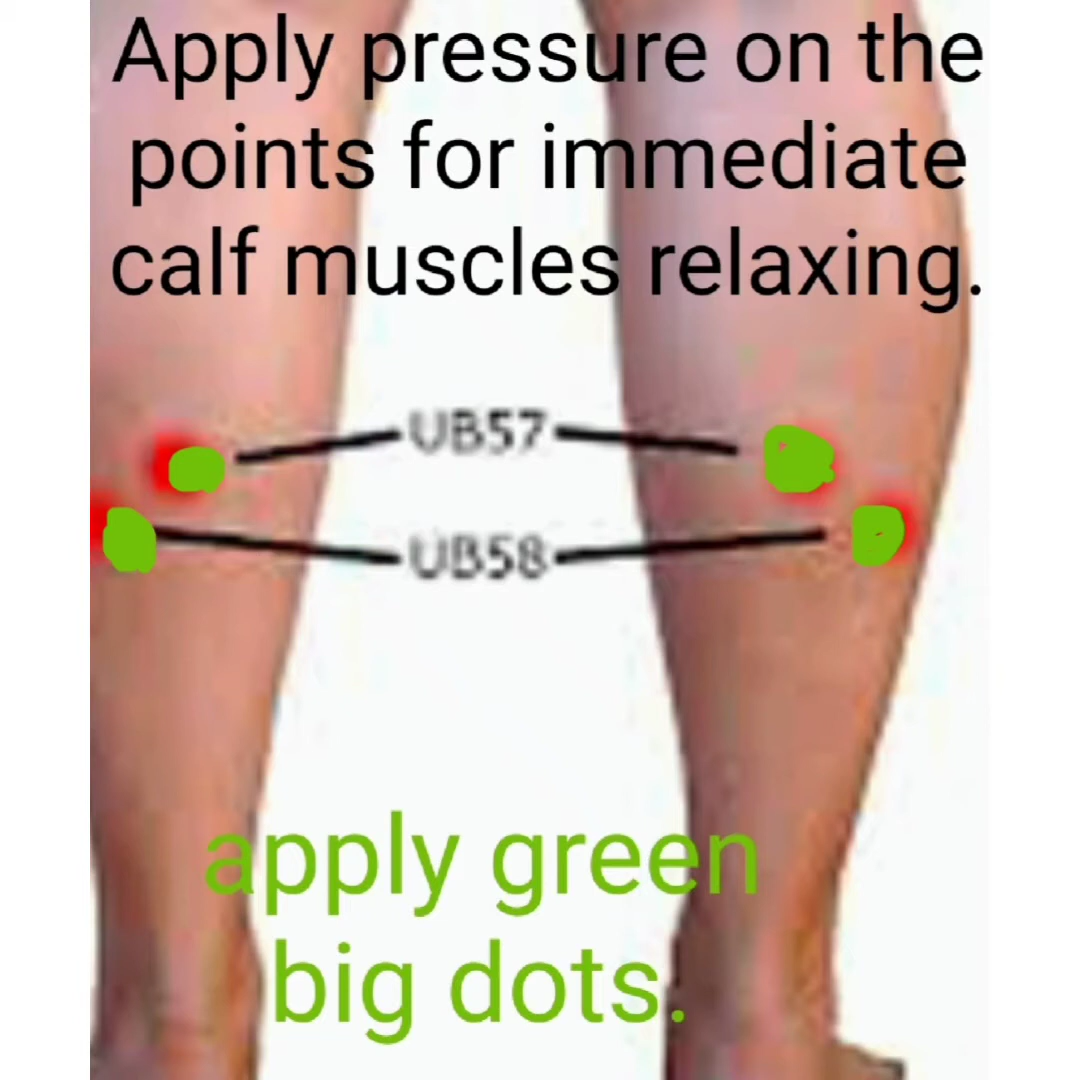 Apply pressure on the
points for immediate
calf muscles relaxing.
UB57
UB58
apply green
big dots.